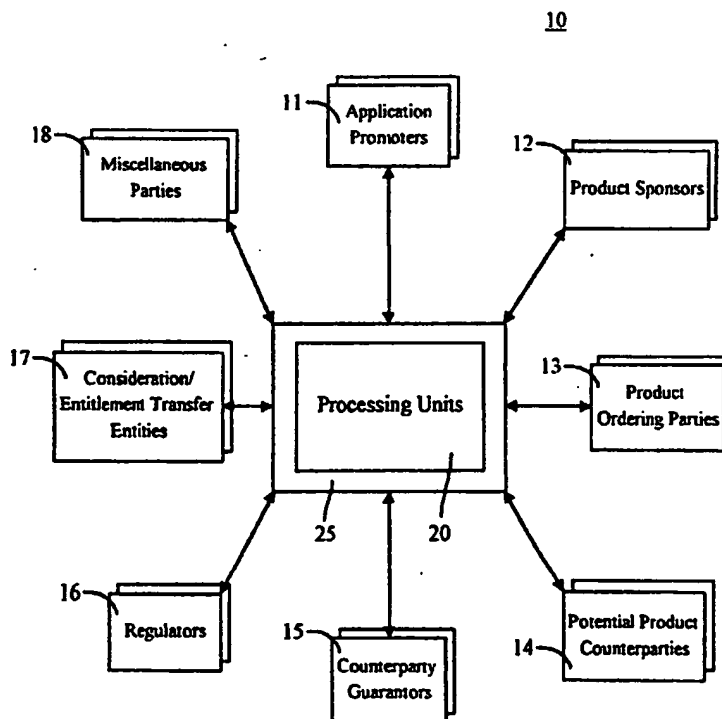 10
11
Application
Promoters
18
Miscellaneous
Parties
12
Product Sponsors
17
Consideration/
Entitlement Transfer
Entities
Processing Units
13
Product
Ordering Parties
25
20
16
Regulators
15
Counterparty
Guarantors
14
Potential Product
Counterparties